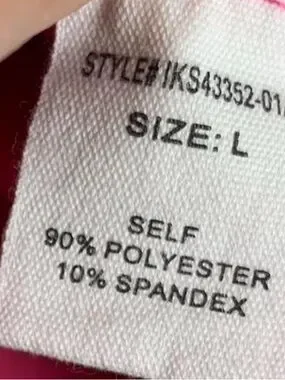 STYLE# IKS43352-01
SIZE: L
SELF
90% POLYESTER
10% SPANDEX